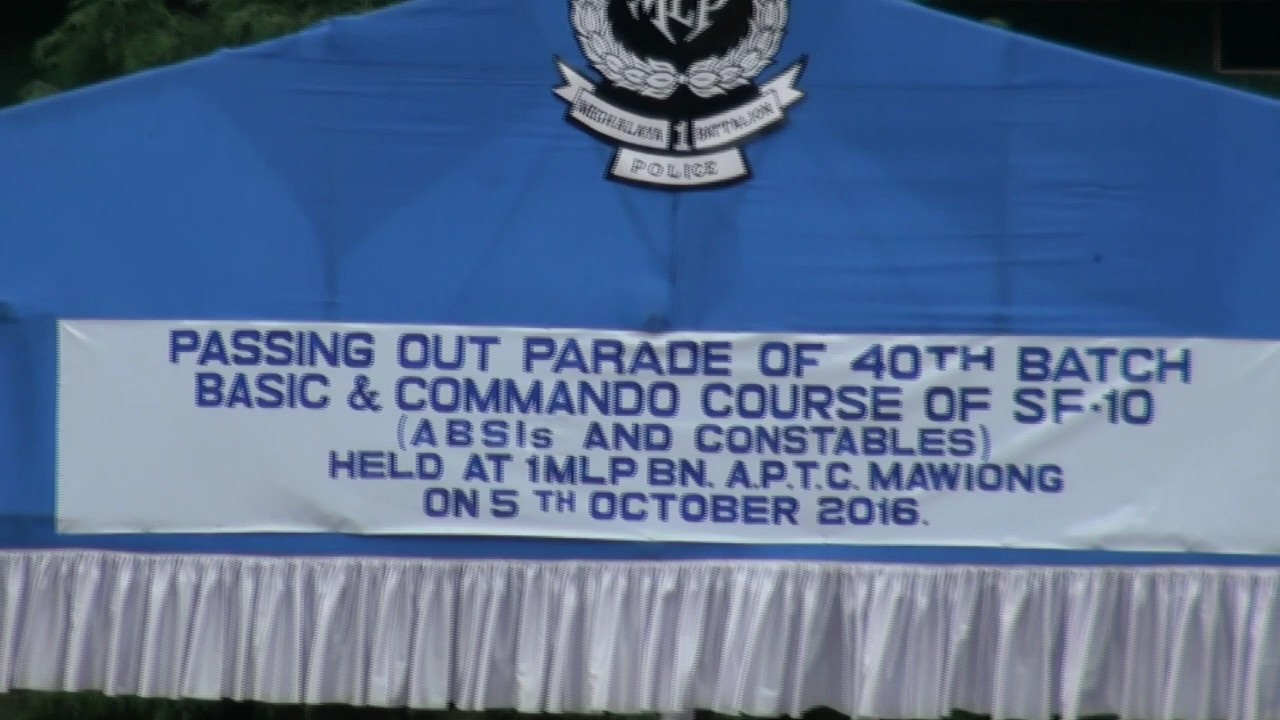 MLP
MEGHALAYA 1 BATTALION
POLICE
PASSING OUT PARADE OF 40TH BATCH
BASIC & COMMANDO COURSE OF SF-10
(ABSIs AND CONSTABLES)
HELD AT 1MLP BN. A.P.T.C. MAWIONG
ON 5 TH OCTOBER 2016.